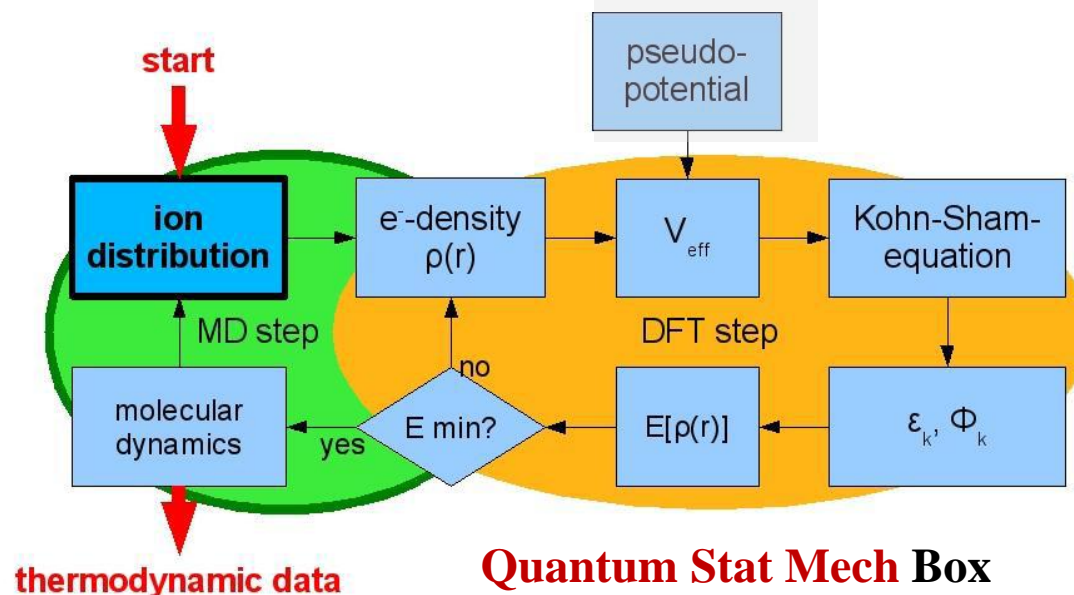 start
pseudo-
potential
ion
distribution
e⁻-density
ρ(r)
V_eff
Kohn-Sham-
equation
MD step
DFT step
no
molecular
dynamics
yes
E min?
E[ρ(r)]
ε_k, Φ_k
thermodynamic data
Quantum Stat Mech Box